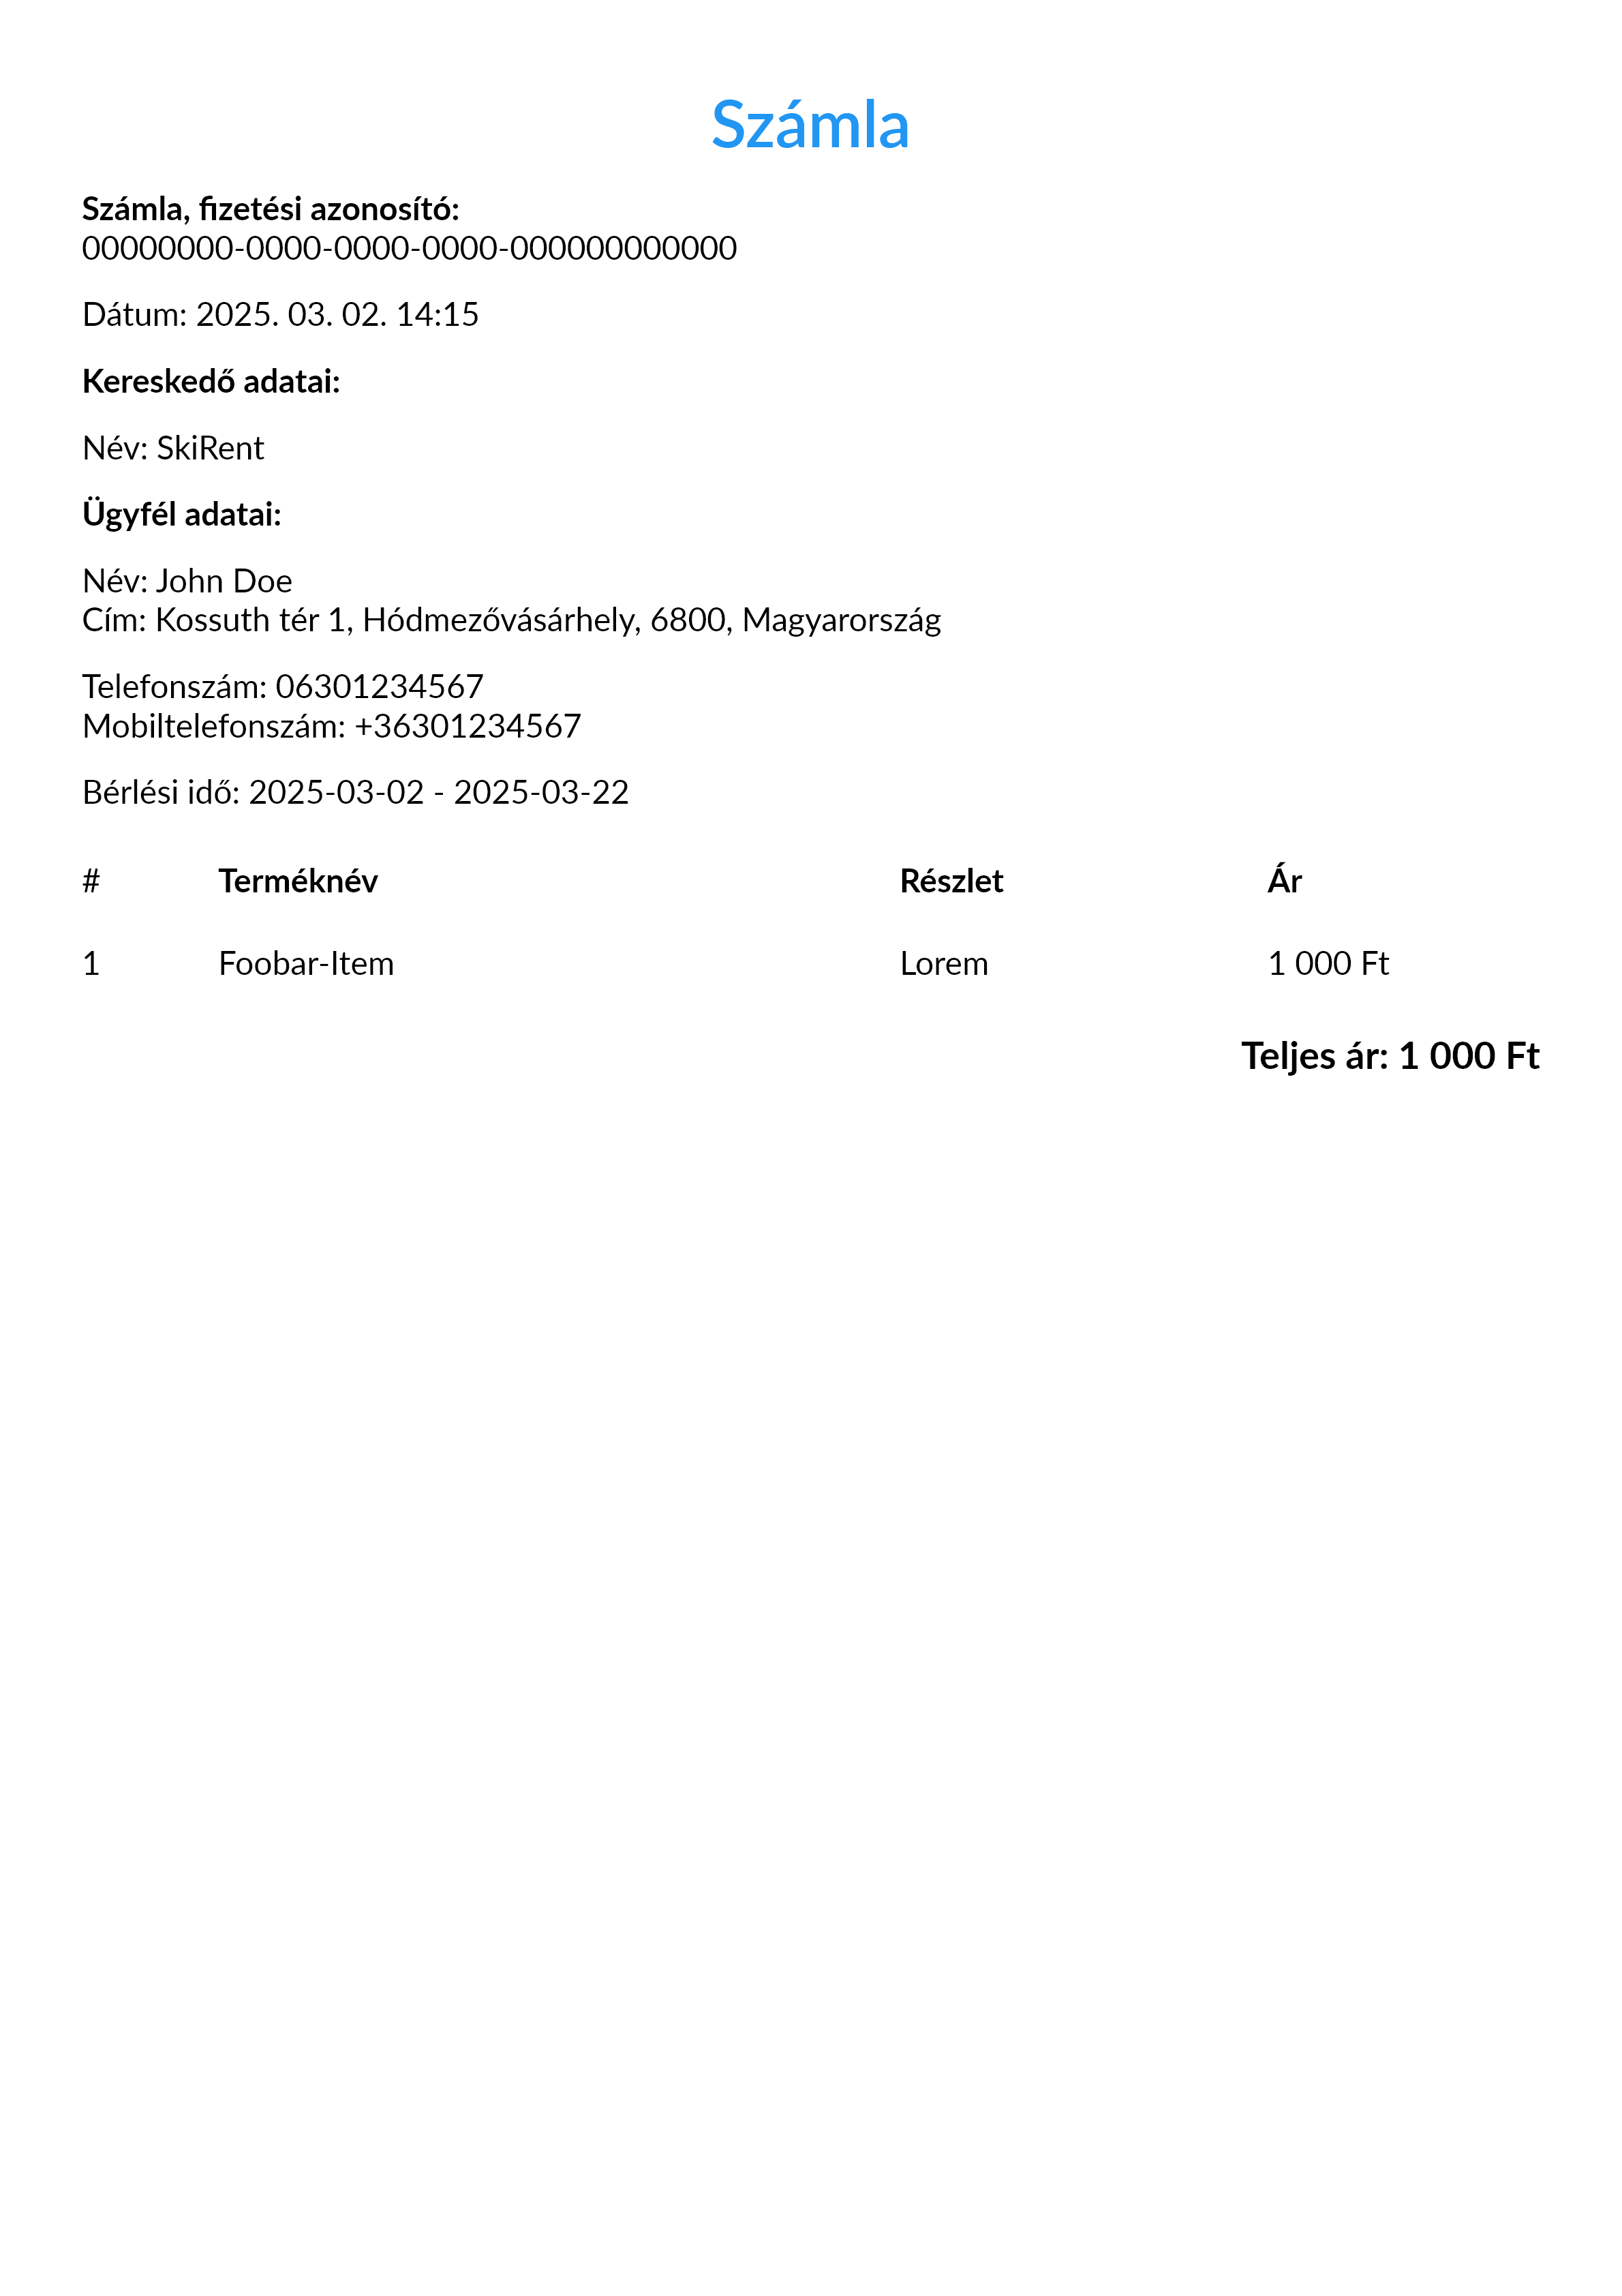 Számla
Számla, fizetési azonosító:
00000000-0000-0000-0000-000000000000
Dátum: 2025. 03. 02. 14:15
Kereskedő adatai:
Név: SkiRent
Ügyfél adatai:
Név: John Doe
Cím: Kossuth tér 1, Hódmezővásárhely, 6800, Magyarország
Telefonszám: 06301234567
Mobiltelefonszám: +36301234567
Bérlési idő: 2025-03-02 - 2025-03-22
# Terméknév Részlet Ár
1 Foobar-Item Lorem 1 000 Ft
Teljes ár: 1 000 Ft